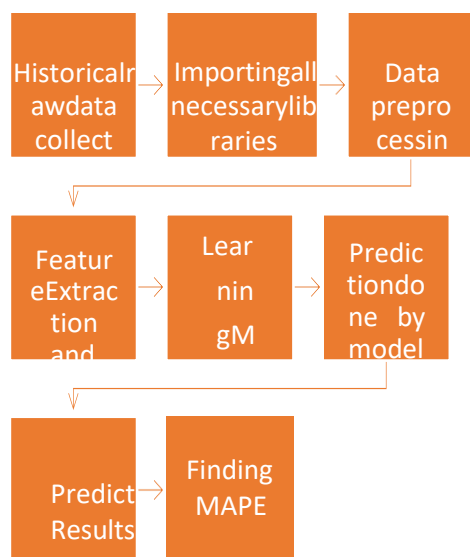 Historicalr
awdata
collect
Importingall
necessarylib
raries
Data
prepro
cessin
Featur
eExtrac
tion
and
Lear
nin
gM
Predic
tiondo
ne by
model
Predict
Results
Finding
MAPE